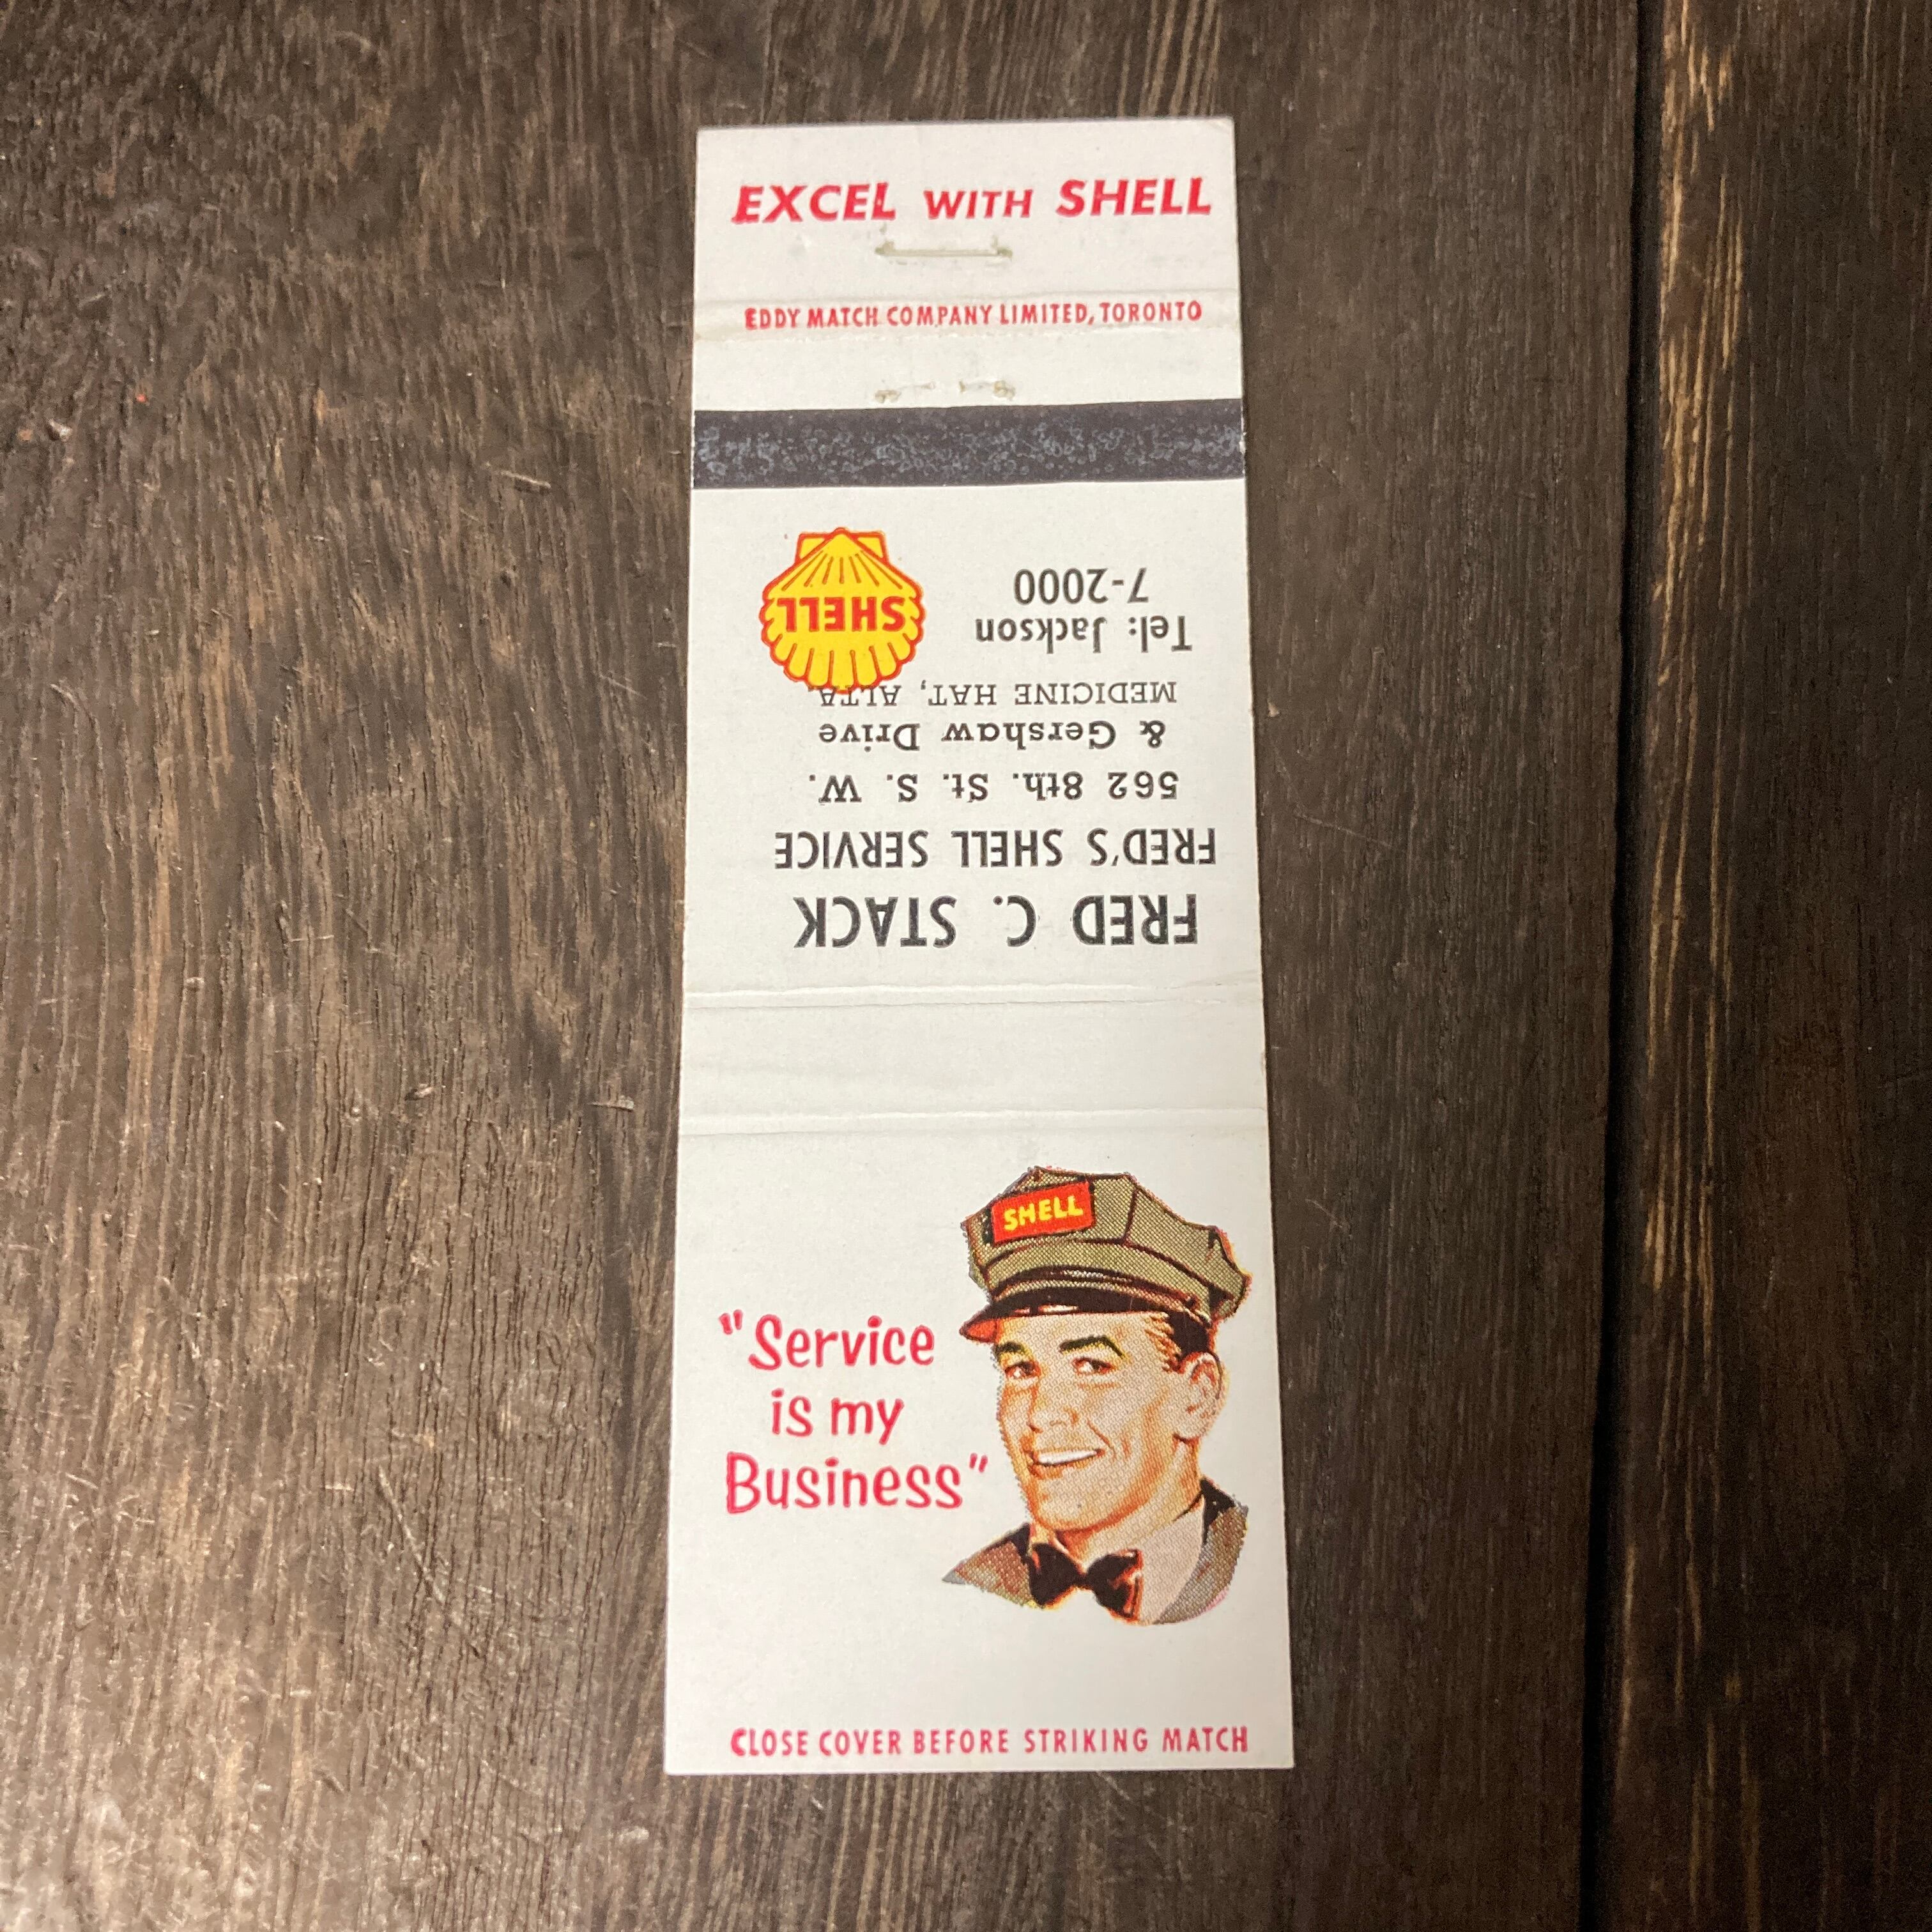 EXCEL WITH SHELL
EDDY MATCH COMPANY LIMITED, TORONTO
FRED C. STACK
FRED'S SHELL SERVICE
562 8th. St. S. W.
& Gershaw Drive
MEDICINE HAT, ALTA.
Tel: Jackson
7-2000
SHELL
SHELL
"Service
is my
Business"
CLOSE COVER BEFORE STRIKING MATCH